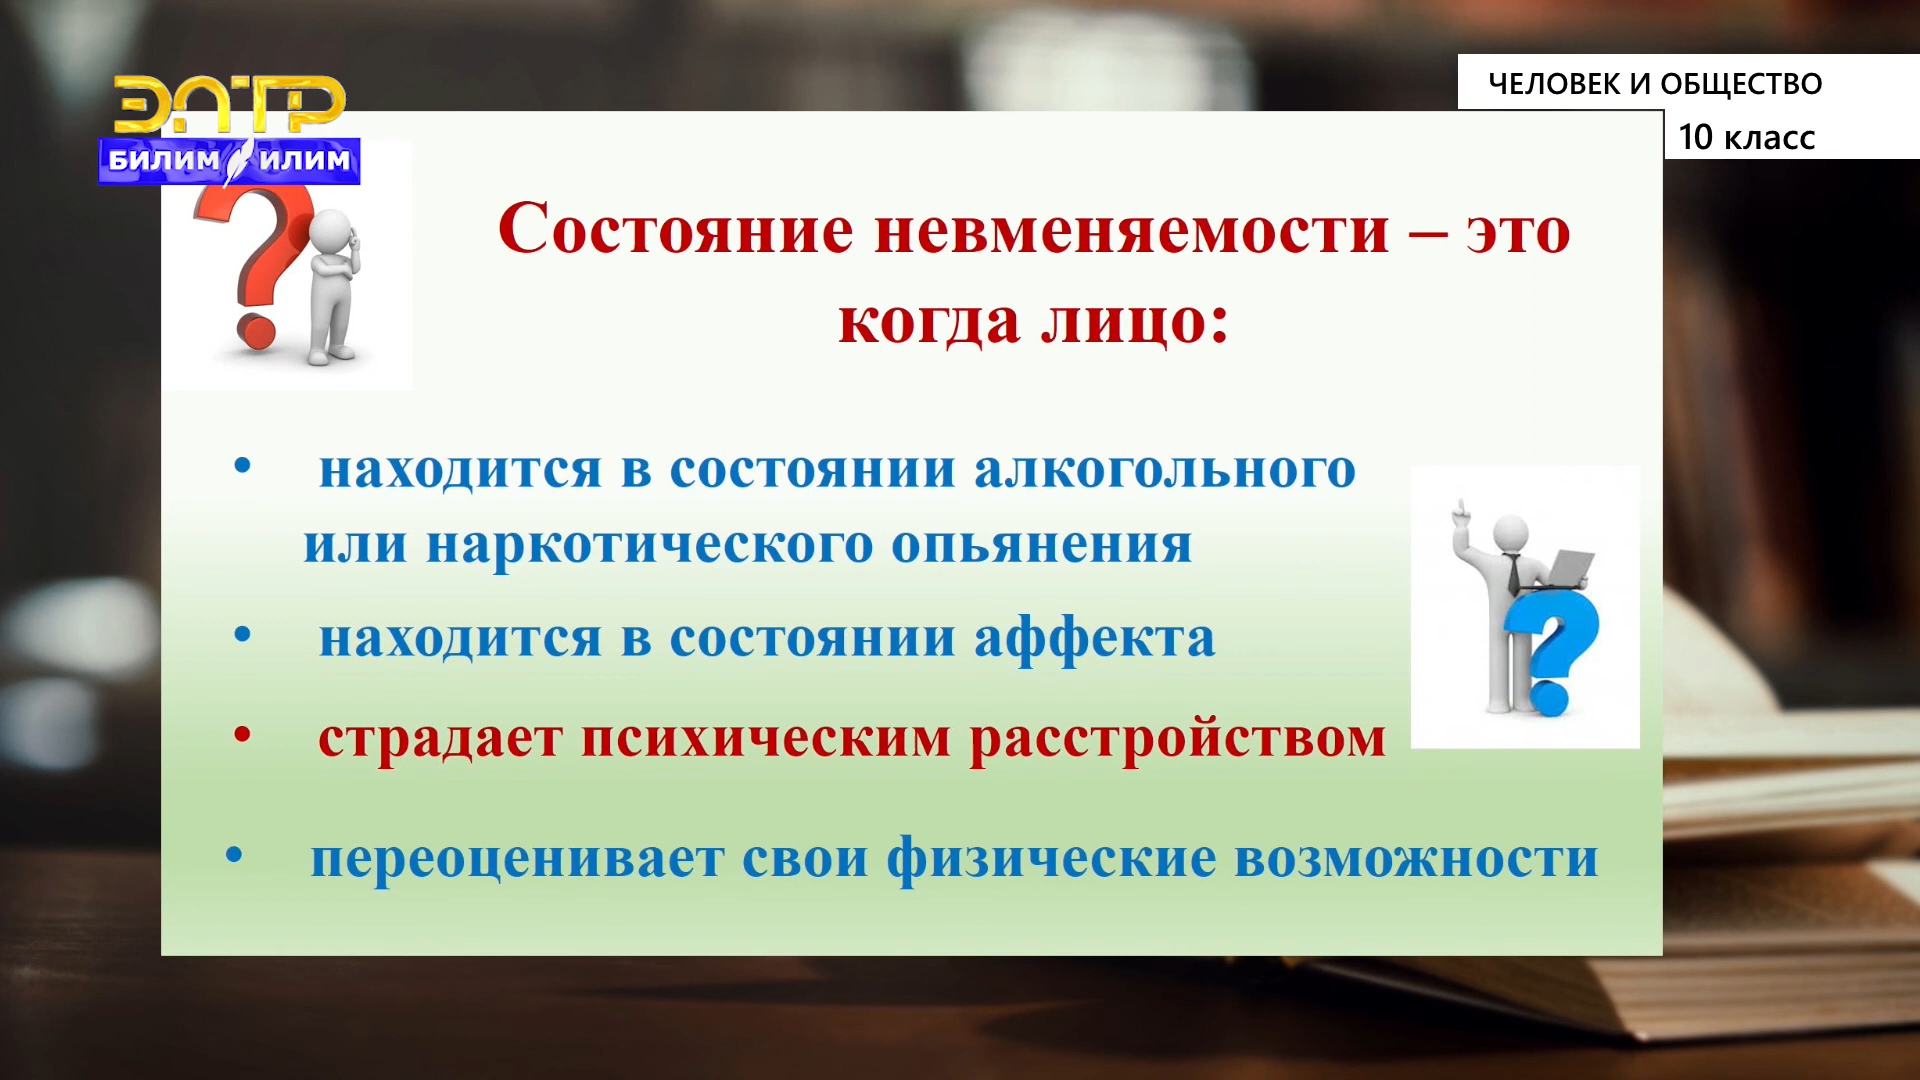 ЭЛТР
БИЛИМ ИЛИМ
ЧЕЛОВЕК И ОБЩЕСТВО
10 класс
Состояние невменяемости – это
когда лицо:
• находится в состоянии алкогольного
или наркотического опьянения
• находится в состоянии аффекта
• страдает психическим расстройством
• переоценивает свои физические возможности